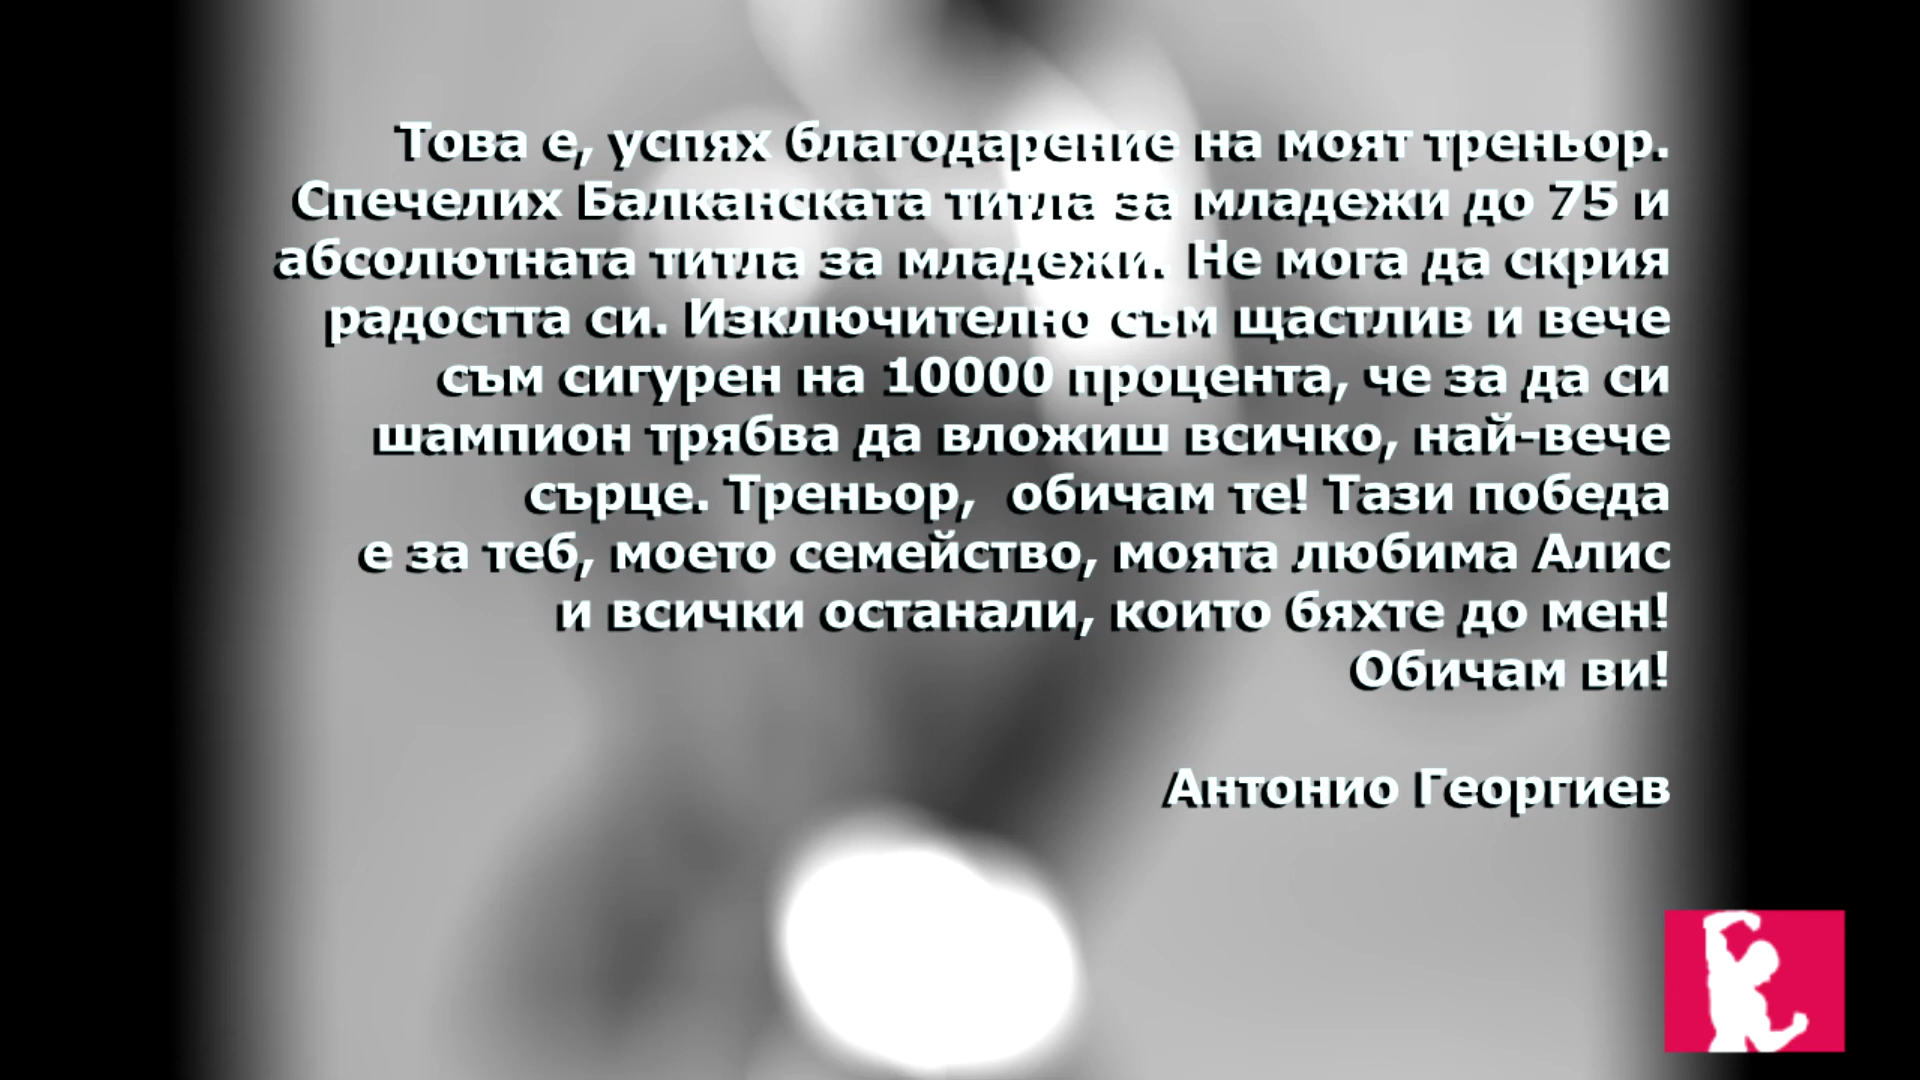 Това е, успях благодарение на моят треньор.
Спечелих Балканската титла за младежи до 75 и
абсолютната титла за младежи. Не мога да скрия
радостта си. Изключително съм щастлив и вече
съм сигурен на 10000 процента, че за да си
шампион трябва да вложиш всичко, най-вече
сърце. Треньор,  обичам те! Тази победа
е за теб, моето семейство, моята любима Алис
и всички останали, които бяхте до мен!
Обичам ви!
Антонио Георгиев